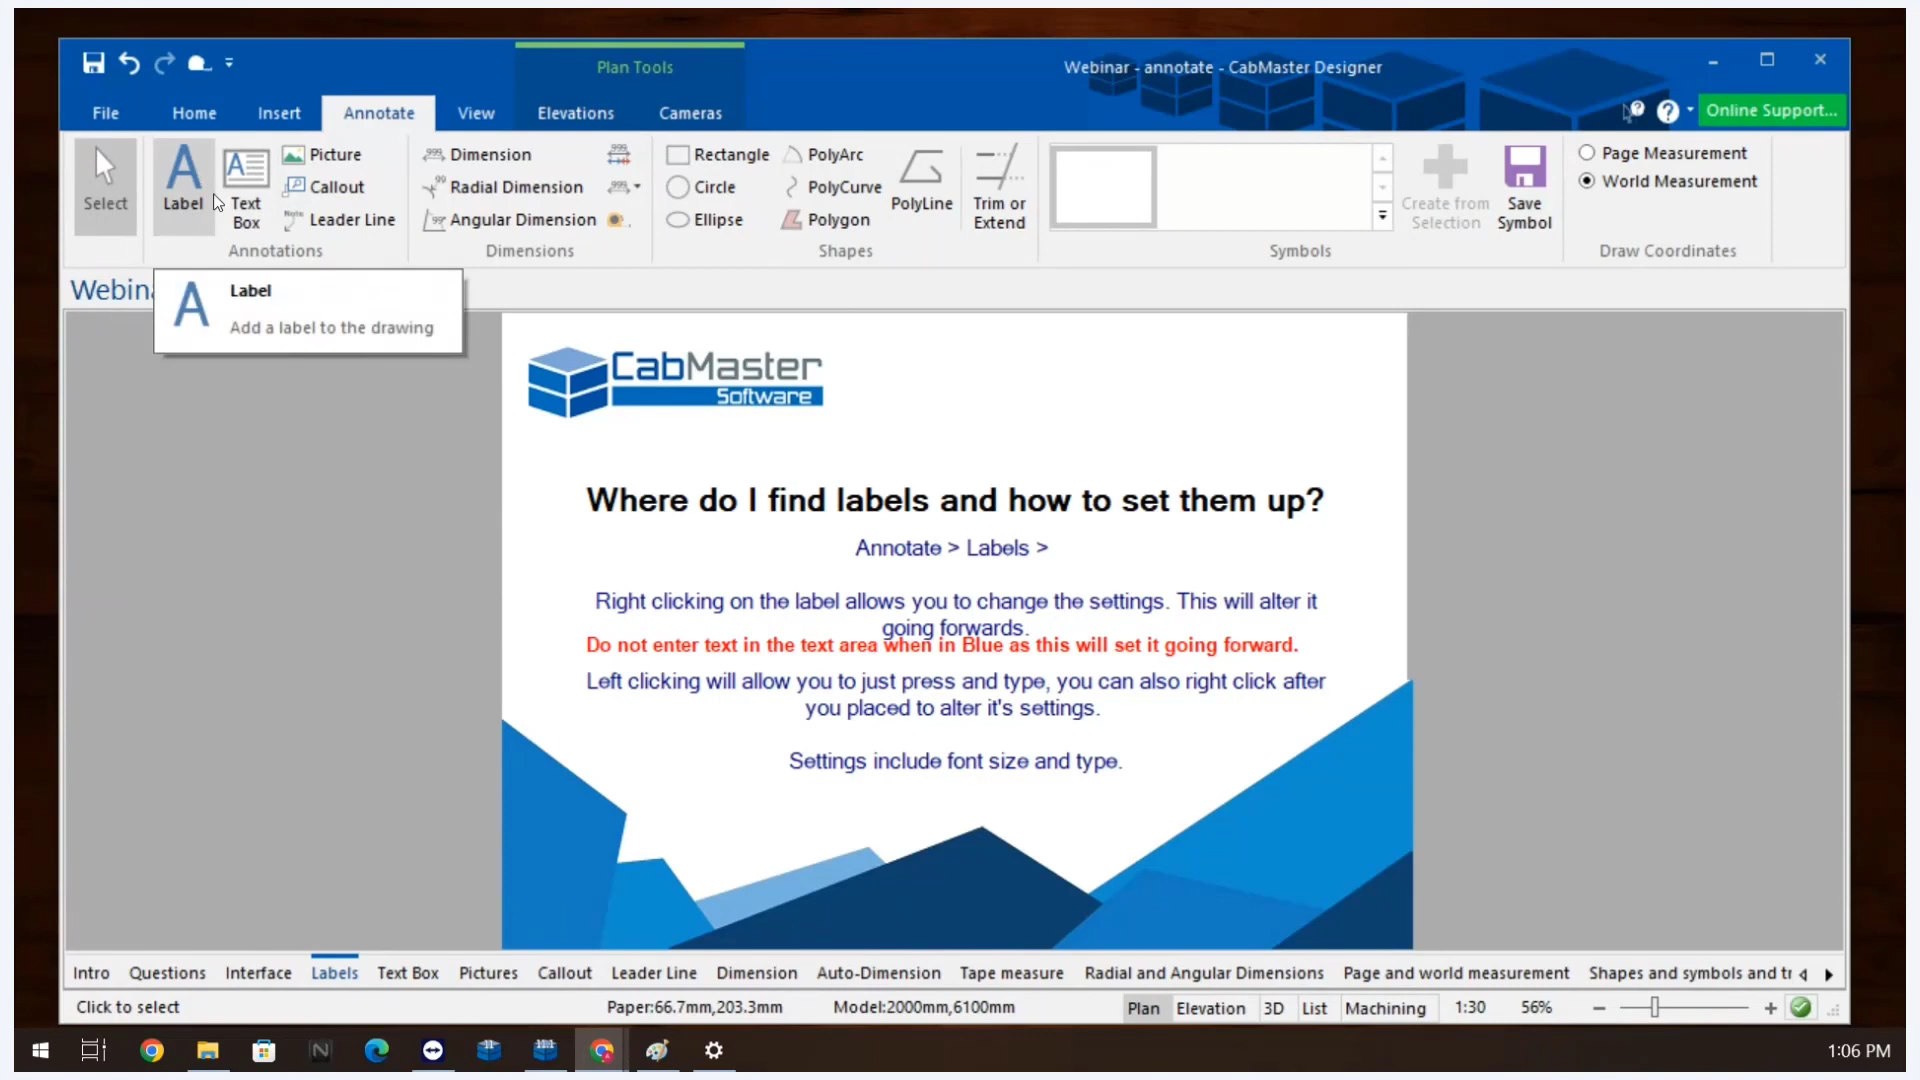 Plan Tools
Webinar - annotate - CabMaster Designer
File
Home
Insert
Annotate
View
Elevations
Cameras
Online Support...
Select
Label
Text Box
Picture
Callout
Leader Line
Annotations
Dimension
Radial Dimension
Angular Dimension
Dimensions
Rectangle
Circle
Ellipse
PolyArc
PolyCurve
Polygon
PolyLine
Shapes
Trim or Extend
Create from Selection
Save Symbol
Symbols
Page Measurement
World Measurement
Draw Coordinates
Label
Add a label to the drawing
CabMaster
Software
Where do I find labels and how to set them up?
Annotate > Labels >
Right clicking on the label allows you to change the settings. This will alter it
going forwards.
Do not enter text in the text area when in Blue as this will set it going forward.
Left clicking will allow you to just press and type, you can also right click after
you placed to alter it's settings.
Settings include font size and type.
Intro
Questions
Interface
Labels
Text Box
Pictures
Callout
Leader Line
Dimension
Auto-Dimension
Tape measure
Radial and Angular Dimensions
Page and world measurement
Shapes and symbols and tr
Click to select
Paper:66.7mm,203.3mm
Model:2000mm,6100mm
Plan
Elevation
3D
List
Machining
1:30
56%
1:06 PM